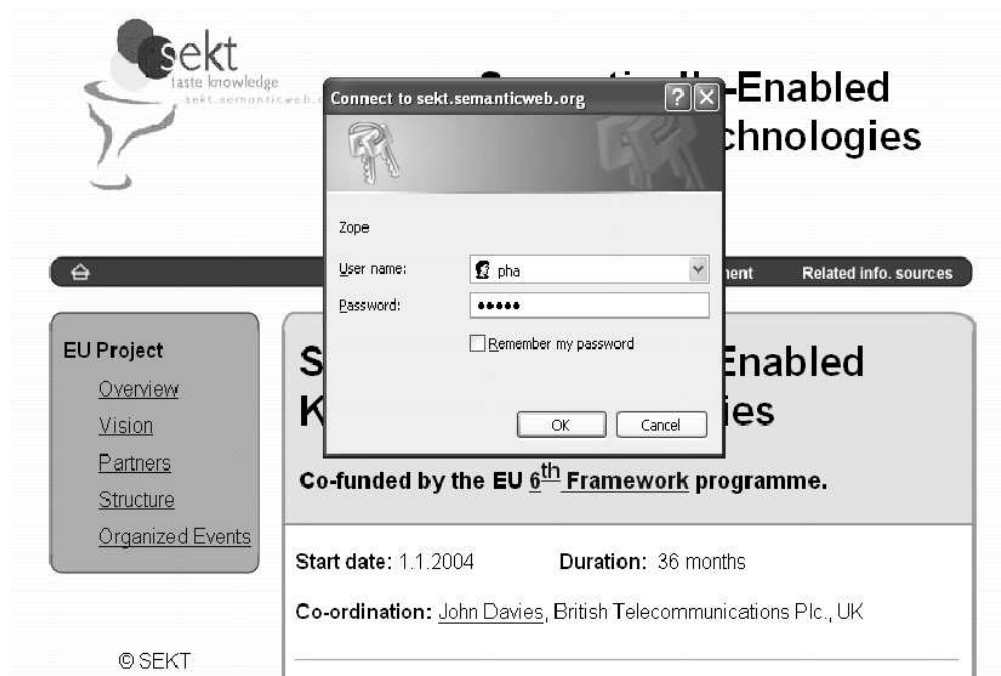 sekt
taste knowledge
sekt.semanticweb.
-Enabled
chnologies
Connect to sekt.semanticweb.org
Zope
User name:
pha
Password:
•••••
Remember my password
OK
Cancel
nent
Related info. sources
EU Project
Overview
Vision
Partners
Structure
Organized Events
© SEKT
S
Enabled
K
ies
Co-funded by the EU 6th Framework programme.
Start date: 1.1.2004 Duration: 36 months
Co-ordination: John Davies, British Telecommunications Plc., UK